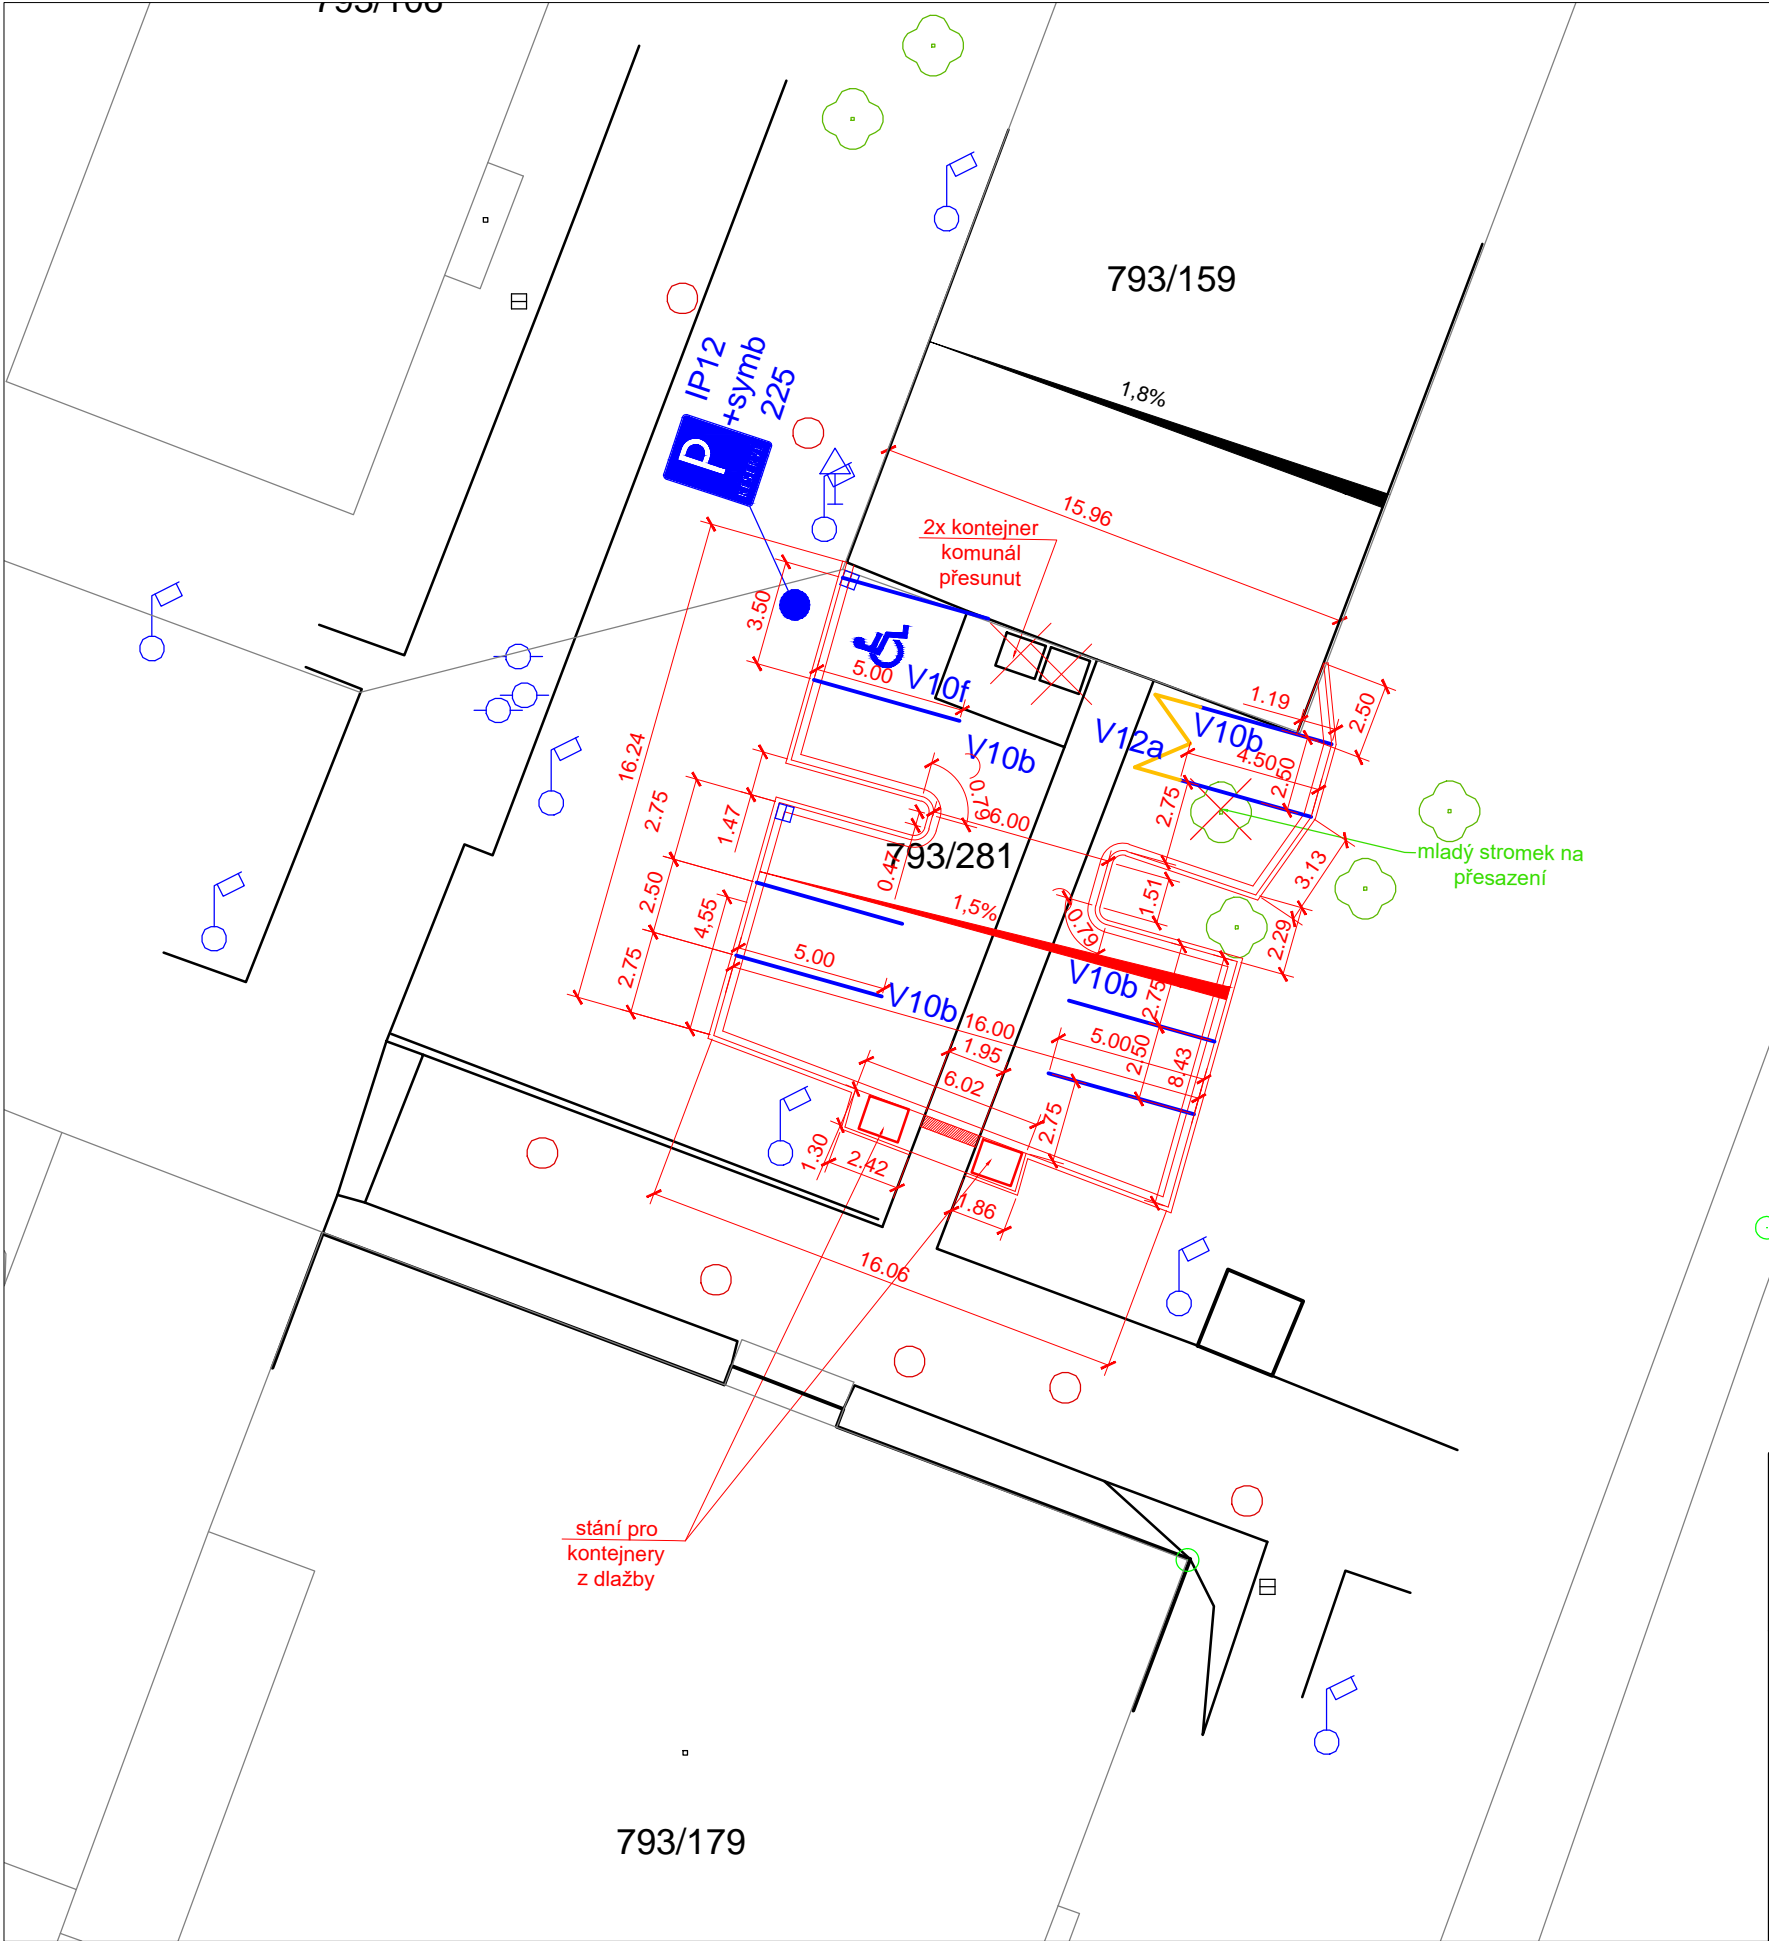 793/106
793/159
IP12
+symb
225
P
1,8%
15.96
2x kontejner
komunál
přesunut
3.50
5.00
V10f
1.19
2.50
V12a
V10b
V10b
4.50
2.50
16.24
2.75
1.47
0.79
6.00
2.75
793/281
0.47
mladý stromek na
přesazení
3.13
2.50
4,55
1,5%
1.51
0.79
2.29
2.75
5.00
V10b
V10b
2.75
16.00
1.95
5.00
2.50
8.43
6.02
2.75
1.30
2.42
1.86
16.06
stání pro
kontejnery
z dlažby
793/179